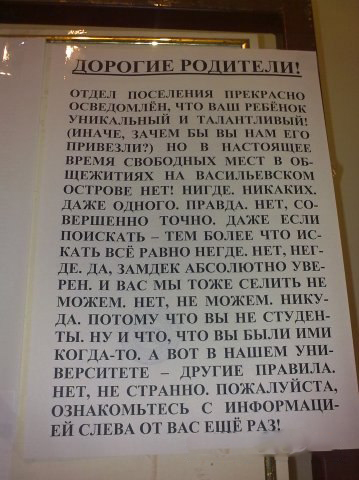 ДОРОГИЕ РОДИТЕЛИ!
ОТДЕЛ ПОСЕЛЕНИЯ ПРЕКРАСНО
ОСВЕДОМЛЁН, ЧТО ВАШ РЕБЁНОК
УНИКАЛЬНЫЙ И ТАЛАНТЛИВЫЙ!
(ИНАЧЕ, ЗАЧЕМ БЫ ВЫ НАМ ЕГО
ПРИВЕЗЛИ?) НО В НАСТОЯЩЕЕ
ВРЕМЯ СВОБОДНЫХ МЕСТ В ОБ-
ЩЕЖИТИЯХ НА ВАСИЛЬЕВСКОМ
ОСТРОВЕ НЕТ! НИГДЕ. НИКАКИХ.
ДАЖЕ ОДНОГО. ПРАВДА. НЕТ, СО-
ВЕРШЕННО ТОЧНО. ДАЖЕ ЕСЛИ
ПОИСКАТЬ – ТЕМ БОЛЕЕ ЧТО ИС-
КАТЬ ВСЁ РАВНО НЕГДЕ. НЕТ, НЕГ-
ДЕ. ДА, ЗАМДЕК АБСОЛЮТНО УВЕ-
РЕН. И ВАС МЫ ТОЖЕ СЕЛИТЬ НЕ
МОЖЕМ. НЕТ, НЕ МОЖЕМ. НИКУ-
ДА. ПОТОМУ ЧТО ВЫ НЕ СТУДЕН-
ТЫ. НУ И ЧТО, ЧТО ВЫ БЫЛИ ИМИ
КОГДА-ТО. А ВОТ В НАШЕМ УНИ-
ВЕРСИТЕТЕ – ДРУГИЕ ПРАВИЛА.
НЕТ, НЕ СТРАННО. ПОЖАЛУЙСТА,
ОЗНАКОМЬТЕСЬ С ИНФОРМАЦИ-
ЕЙ СЛЕВА ОТ ВАС ЕЩЁ РАЗ!